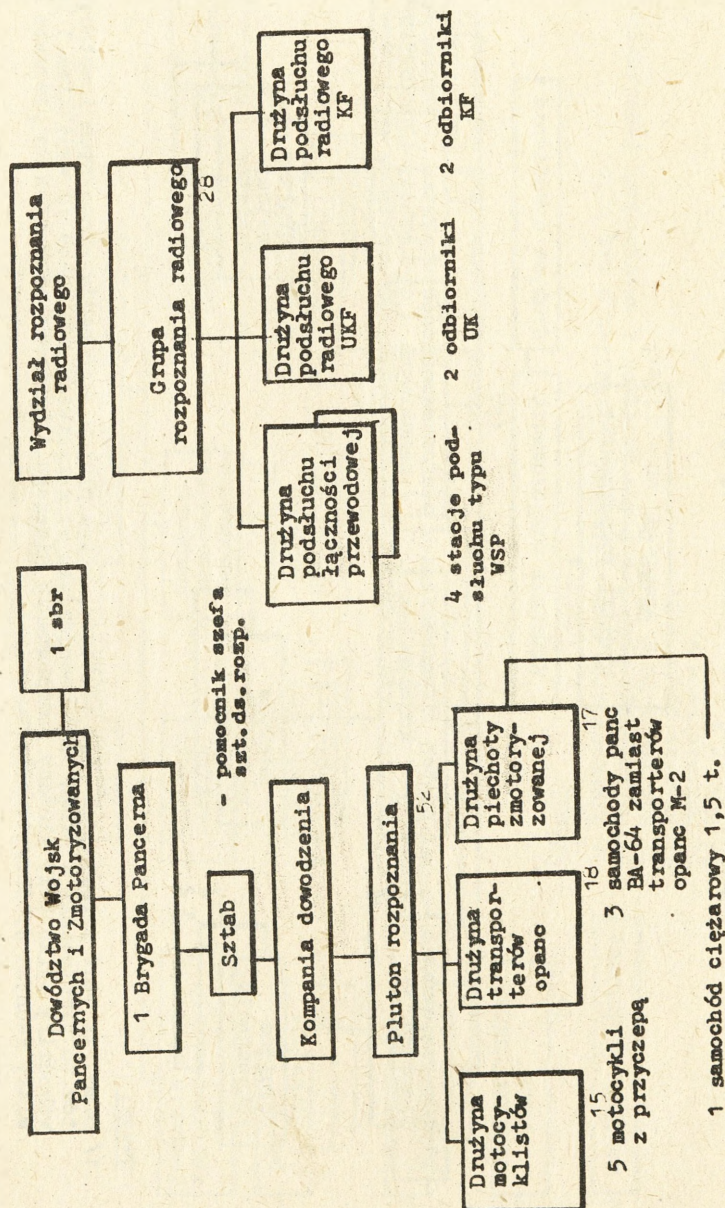 Dowództwo Wojsk
Pancernych i Zmotoryzowanych
1 sbr
1 Brygada Pancerna
Sztab
- pomocnik szefa
szt.ds.rozp.
Kompania dowodzenia
Pluton rozpoznania
52
Drużyna
motocy-
klistów
15
5 motocykli
z przyczepą
Drużyna
transpor-
terów
opanc
18
3 samochody panc
BA-64 zamiast
transporterów
opanc M-2
Drużyna
piechoty
zmotory-
zowanej
17
1 samochód ciężarowy 1,5 t.
Wydział rozpoznania
radiowego
Grupa
rozpoznania radiowego
28
Drużyna
podsłuchu
łączności
przewodowej
4 stacje pod-
słuchu typu
WSP
Drużyna
podsłuchu
radiowego
UKF
2 odbiorniki
UK
Drużyna
podsłuchu
radiowego
KF
2 odbiorniki
KF